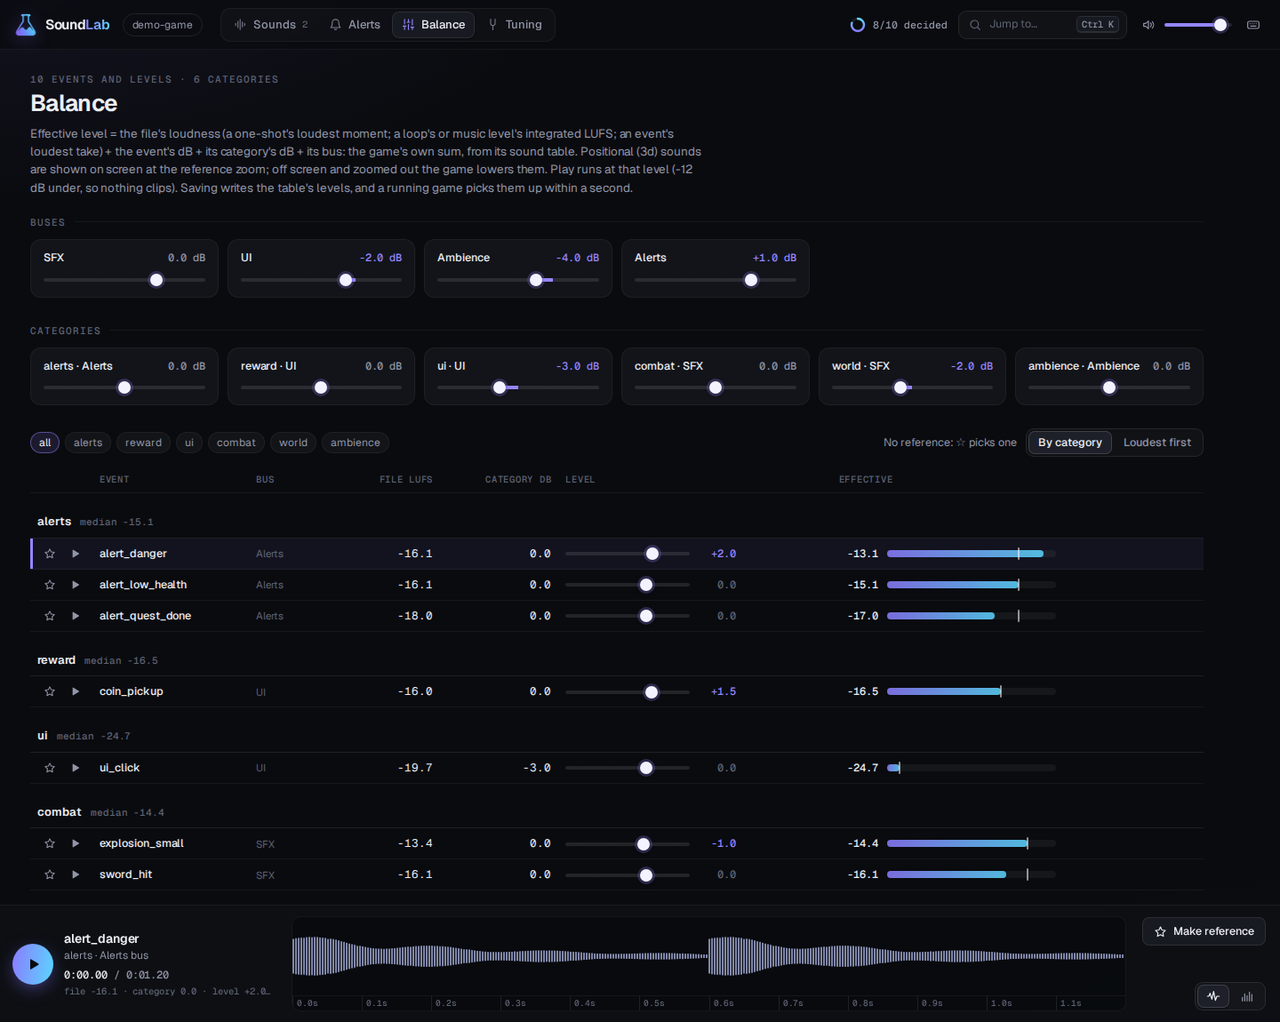 SoundLab demo-game Sounds 2 Alerts Balance Tuning 8/10 decided Jump to... Ctrl K
10 EVENTS AND LEVELS · 6 CATEGORIES
Balance
Effective level = the file's loudness (a one-shot's loudest moment; a loop's or music level's integrated LUFS; an event's
loudest take) + the event's dB + its category's dB + its bus: the game's own sum, from its sound table. Positional (3d) sounds
are shown on screen at the reference zoom; off screen and zoomed out the game lowers them. Play runs at that level (-12
dB under, so nothing clips). Saving writes the table's levels, and a running game picks them up within a second.
BUSES
SFX 0.0 dB UI -2.0 dB Ambience -4.0 dB Alerts +1.0 dB
CATEGORIES
alerts · Alerts 0.0 dB reward · UI 0.0 dB ui · UI -3.0 dB combat · SFX 0.0 dB world · SFX -2.0 dB ambience · Ambience 0.0 dB
all alerts reward ui combat world ambience No reference: ☆ picks one By category Loudest first
EVENT BUS FILE LUFS CATEGORY DB LEVEL EFFECTIVE
alerts median -15.1
alert_danger Alerts -16.1 0.0 +2.0 -13.1
alert_low_health Alerts -16.1 0.0 0.0 -15.1
alert_quest_done Alerts -18.0 0.0 0.0 -17.0
reward median -16.5
coin_pickup UI -16.0 0.0 +1.5 -16.5
ui median -24.7
ui_click UI -19.7 -3.0 0.0 -24.7
combat median -14.4
explosion_small SFX -13.4 0.0 -1.0 -14.4
sword_hit SFX -16.1 0.0 0.0 -16.1
alert_danger
alerts · Alerts bus
0:00.00 / 0:01.20
file -16.1 · category 0.0 · level +2.0…
0.0s 0.1s 0.2s 0.3s 0.4s 0.5s 0.6s 0.7s 0.8s 0.9s 1.0s 1.1s
Make reference